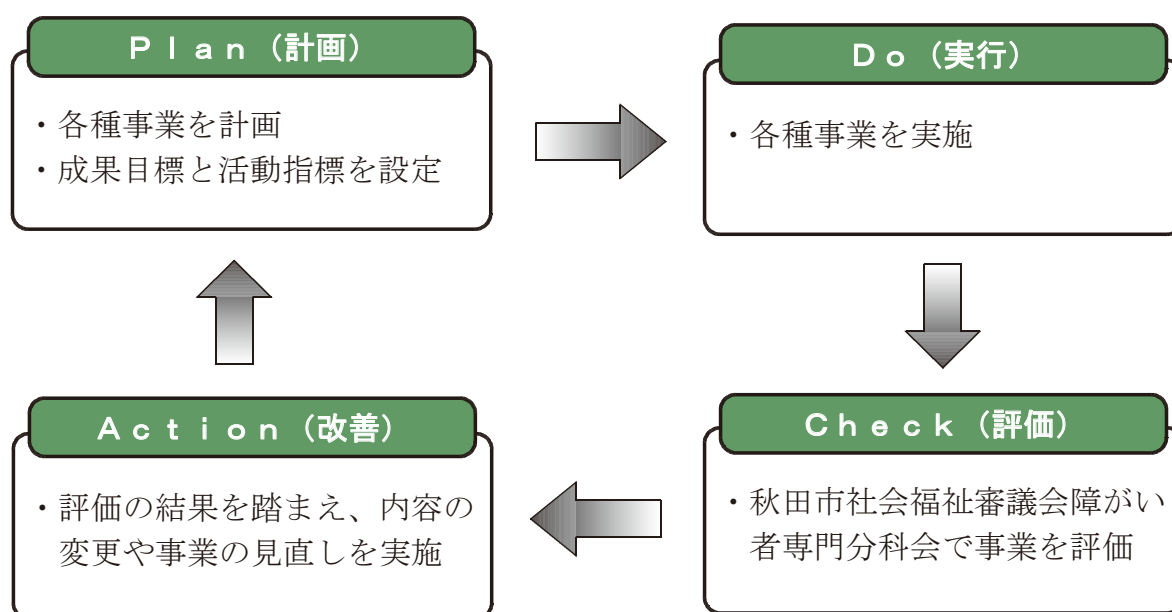 Ｐｌａｎ（計画）
・各種事業を計画
・成果目標と活動指標を設定
Ｄｏ（実行）
・各種事業を実施
Ｃｈｅｃｋ（評価）
・秋田市社会福祉審議会障がい
者専門分科会で事業を評価
Ａｃｔｉｏｎ（改善）
・評価の結果を踏まえ、内容の
変更や事業の見直しを実施